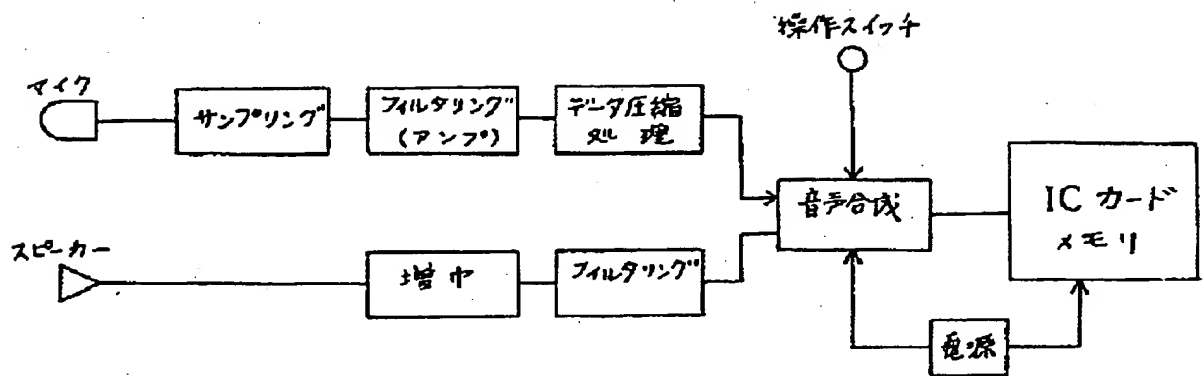 操作スイッチ
マイク
サンプリング
フィルタリング
(アンプ)
データ圧縮
処理
音声合成
ICカード
メモリ
スピーカー
増巾
フィルタリング
電源